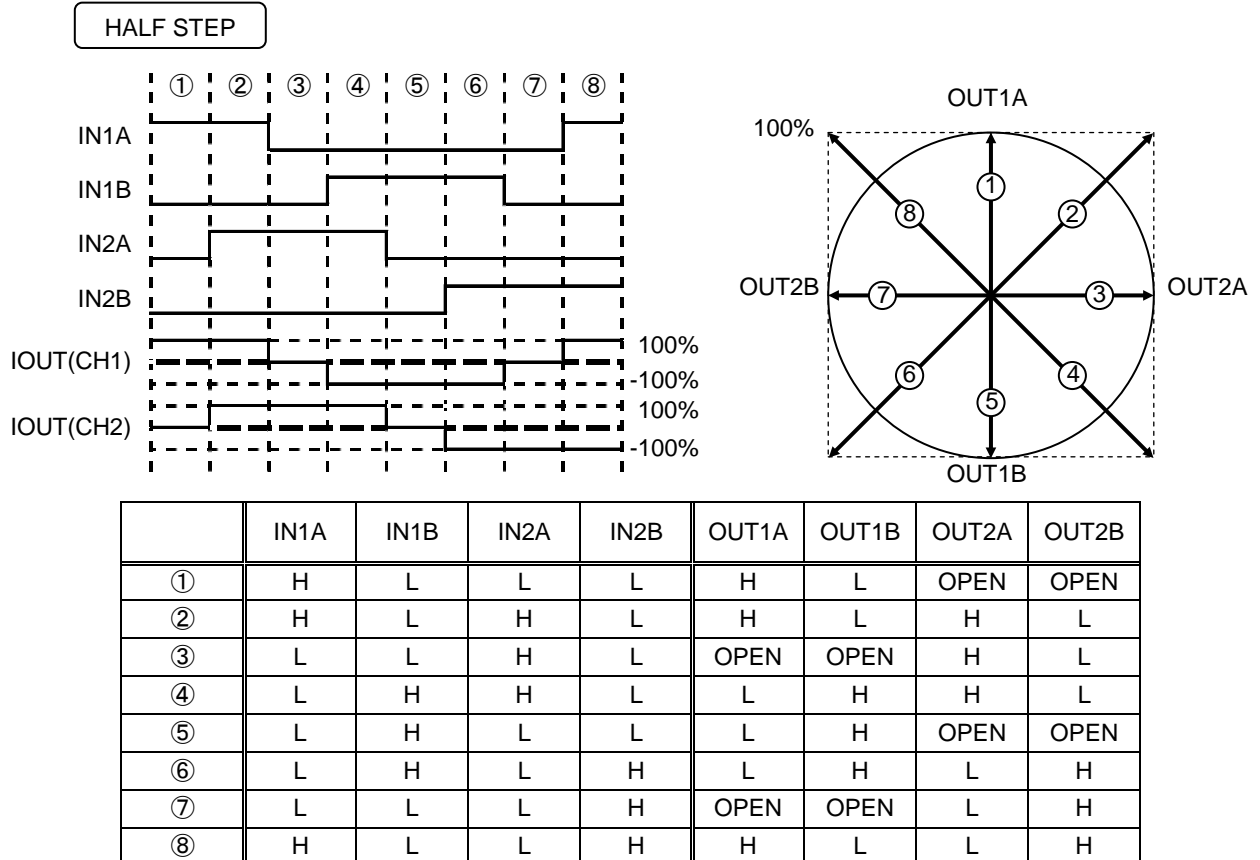 HALF STEP
① ② ③ ④ ⑤ ⑥ ⑦ ⑧
IN1A
IN1B
IN2A
IN2B
IOUT(CH1)
100%
-100%
IOUT(CH2)
100%
-100%
OUT1A
100%
1
8
2
OUT2B
7
3
OUT2A
6
4
5
OUT1B
IN1A IN1B IN2A IN2B OUT1A OUT1B OUT2A OUT2B
① H L L L H L OPEN OPEN
② H L H L H L H L
③ L L H L OPEN OPEN H L
④ L H H L L H H L
⑤ L H L L L H OPEN OPEN
⑥ L H L H L H L H
⑦ L L L H OPEN OPEN L H
⑧ H L L H H L L H